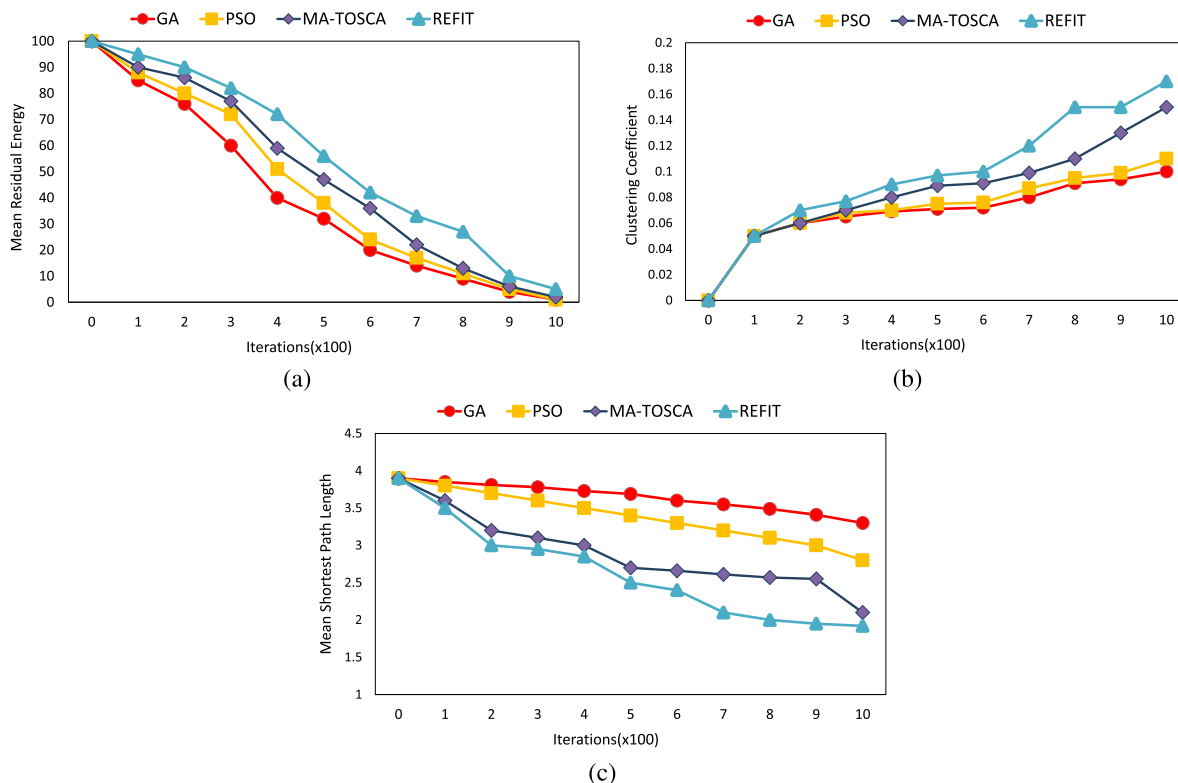 GA PSO MA-TOSCA REFIT
100
90
80
70
60
50
40
30
20
10
0
Mean Residual Energy
0 1 2 3 4 5 6 7 8 9 10
Iterations(x100)
(a)
GA PSO MA-TOSCA REFIT
0.2
0.18
0.16
0.14
0.12
0.1
0.08
0.06
0.04
0.02
0
Clustering Coefficient
0 1 2 3 4 5 6 7 8 9 10
Iterations(x100)
(b)
GA PSO MA-TOSCA REFIT
4.5
4
3.5
3
2.5
2
1.5
1
Mean Shortest Path Length
0 1 2 3 4 5 6 7 8 9 10
Iterations(x100)
(c)